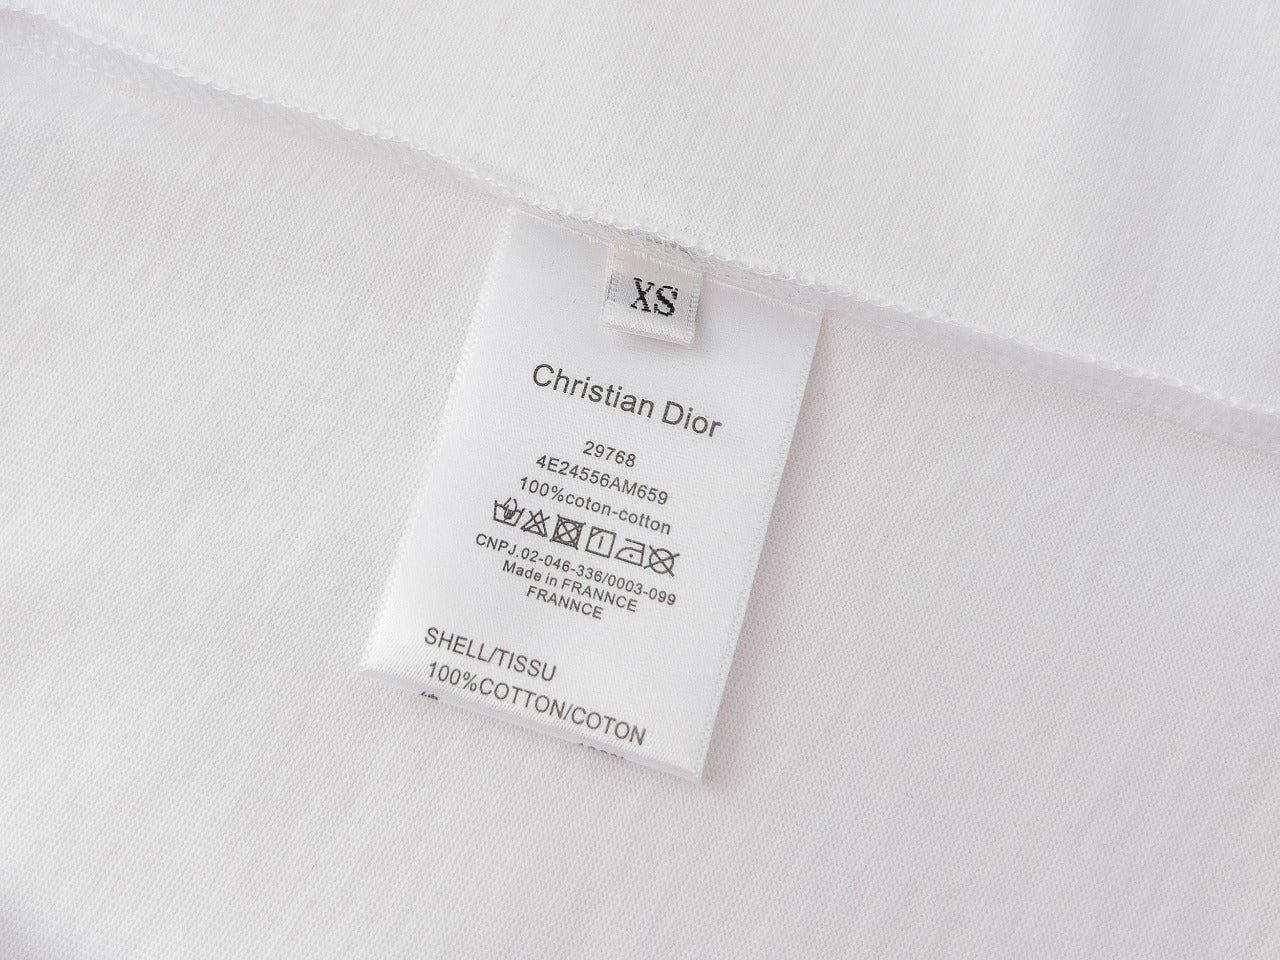 XS
Christian Dior
29768
4E24556AM659
100%coton-cotton
CNPJ.02-046-336/0003-099
Made in FRANNCE
FRANNCE
SHELL/TISSU
100%COTTON/COTON